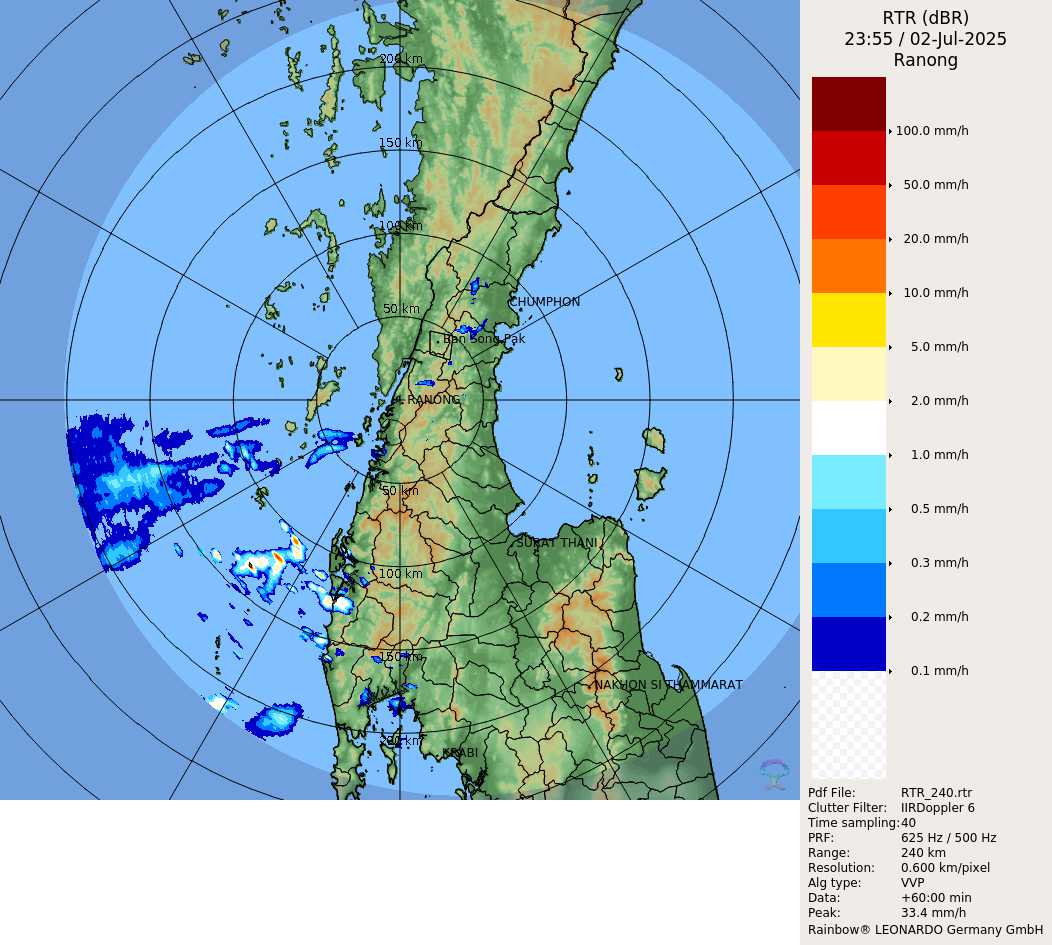 RTR (dBR)
23:55 / 02-Jul-2025
Ranong
100.0 mm/h
50.0 mm/h
20.0 mm/h
10.0 mm/h
5.0 mm/h
2.0 mm/h
1.0 mm/h
0.5 mm/h
0.3 mm/h
0.2 mm/h
0.1 mm/h
200 km
150 km
100 km
50 km
CHUMPHON
Ban Song Pak
RANONG
50 km
SURAT THANI
100 km
150 km
NAKHON SI THAMMARAT
200 km
KRABI
Pdf File: RTR_240.rtr
Clutter Filter: IIRDoppler 6
Time sampling: 40
PRF: 625 Hz / 500 Hz
Range: 240 km
Resolution: 0.600 km/pixel
Alg type: VVP
Data: +60:00 min
Peak: 33.4 mm/h
Rainbow® LEONARDO Germany GmbH